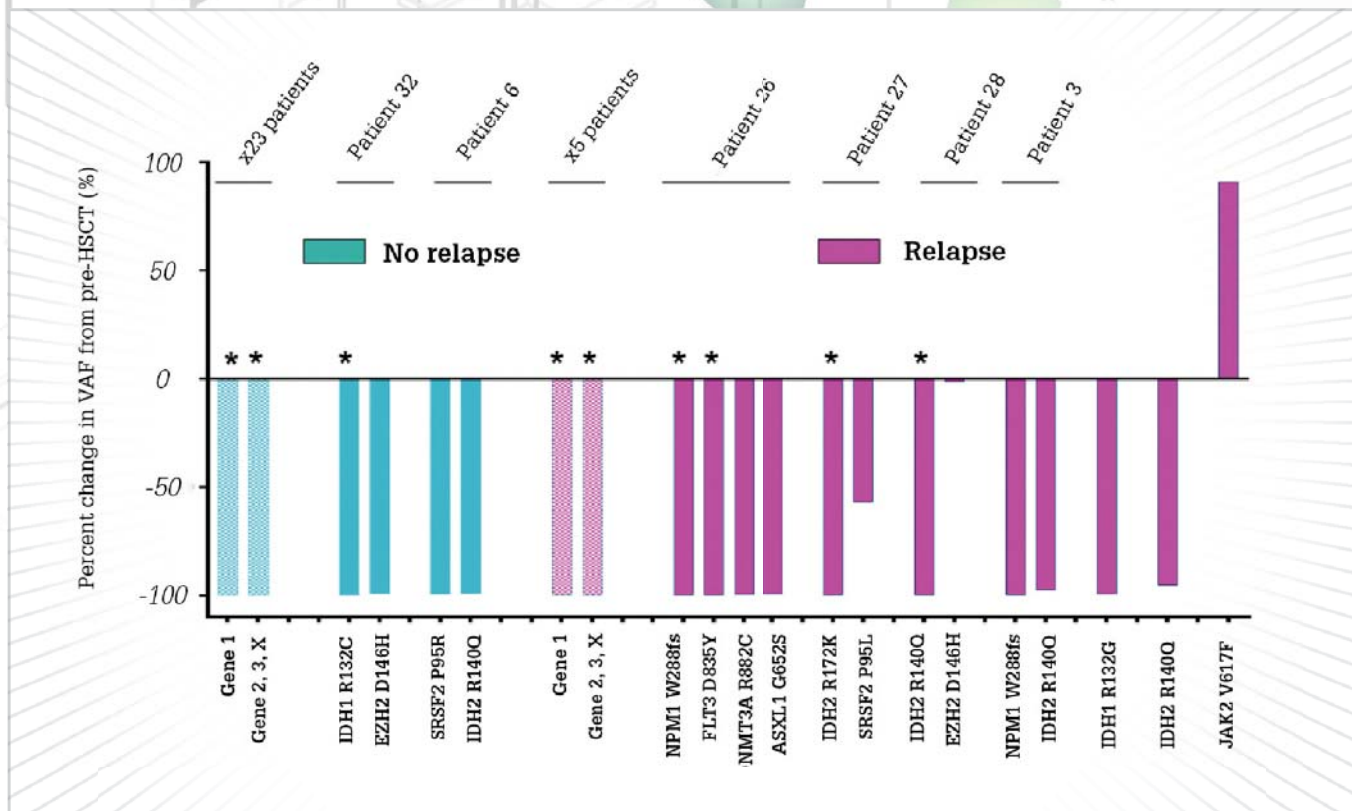 x23 patients
Patient 32
Patient 6
x5 patients
Patient 26
Patient 27
Patient 28
Patient 3
Percent change in VAF from pre-HSCT (%)
100
50
0
-50
-100
No relapse
Relapse
* * * * * * * * *
Gene 1
Gene 2, 3, X
IDH1 R132C
EZH2 D146H
SRSF2 P95R
IDH2 R140Q
Gene 1
Gene 2, 3, X
NPM1 W288fs
FLT3 D835Y
NMT3A R882C
ASXL1 G652S
IDH2 R172K
SRSF2 P95L
IDH2 R140Q
EZH2 D146H
NPM1 W288fs
IDH2 R140Q
IDH1 R132G
IDH2 R140Q
JAK2 V617F